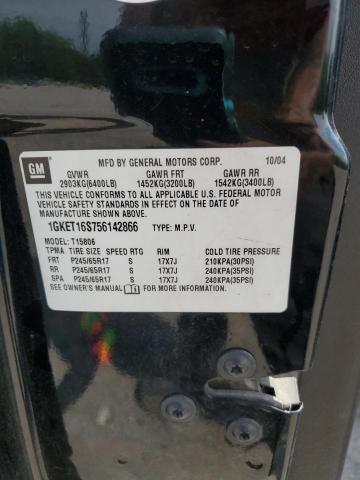 GM
MFD BY GENERAL MOTORS CORP. 10/04
GVWR GAWR FRT GAWR RR
2903KG(6400LB) 1452KG(3200LB) 1542KG(3400LB)
THIS VEHICLE CONFORMS TO ALL APPLICABLE U.S. FEDERAL MOTOR
VEHICLE SAFETY STANDARDS IN EFFECT ON THE DATE OF
MANUFACTURE SHOWN ABOVE.
1GKET16S756142866 TYPE: M.P.V.
MODEL: T15806
TPMA TIRE SIZE SPEED RTG RIM COLD TIRE PRESSURE
FRT P245/65R17 S 17X7J 210KPA(30PSI)
RR P245/65R17 S 17X7J 240KPA(35PSI)
SPA P245/65R17 S 17X7J 240KPA(35PSI)
SEE OWNER'S MANUAL FOR MORE INFORMATION